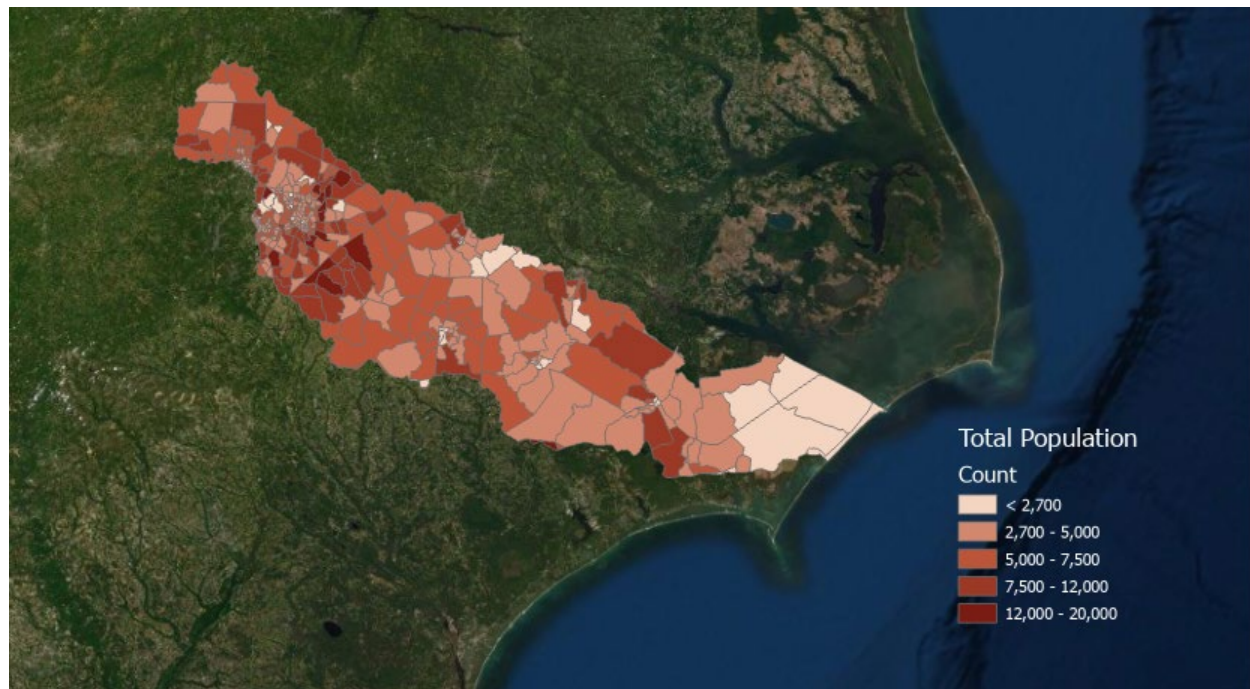 Total Population
Count
< 2,700
2,700 - 5,000
5,000 - 7,500
7,500 - 12,000
12,000 - 20,000